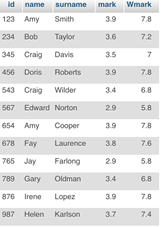 id name surname mark Wmark
123 Amy Smith 3.9 7.8
234 Bob Taylor 3.6 7.2
345 Craig Davis 3.5 7
456 Doris Roberts 3.9 7.8
543 Craig Wilder 3.4 6.8
567 Edward Norton 2.9 5.8
654 Amy Cooper 3.9 7.8
678 Fay Laurence 3.8 7.6
765 Jay Farlong 2.9 5.8
789 Gary Oldman 3.4 6.8
876 Irene Lopez 3.9 7.8
987 Helen Karlson 3.7 7.4